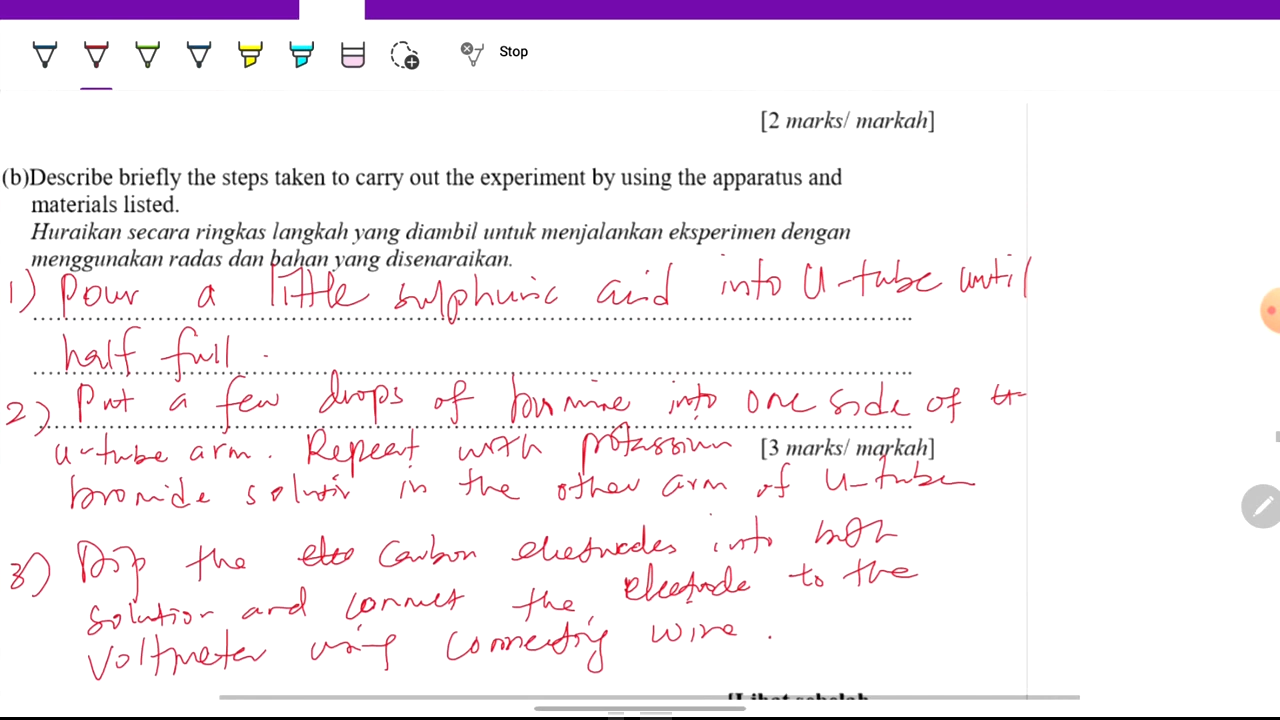 Stop
[2 marks/ markah]
(b)Describe briefly the steps taken to carry out the experiment by using the apparatus and
materials listed.
Huraikan secara ringkas langkah yang diambil untuk menjalankan eksperimen dengan
menggunakan radas dan bahan yang disenaraikan.
1) Pour a little sulphuric acid into U-tube until
half full.
2) Put a few drops of bromine into one side of
U-tube arm. Repeat with potassium [3 marks/ markah]
bromide solution in the other arm of U-tube
3) Dip the carbon electrodes into both
solution and connect the electrode to the
voltmeter using connecting wire.